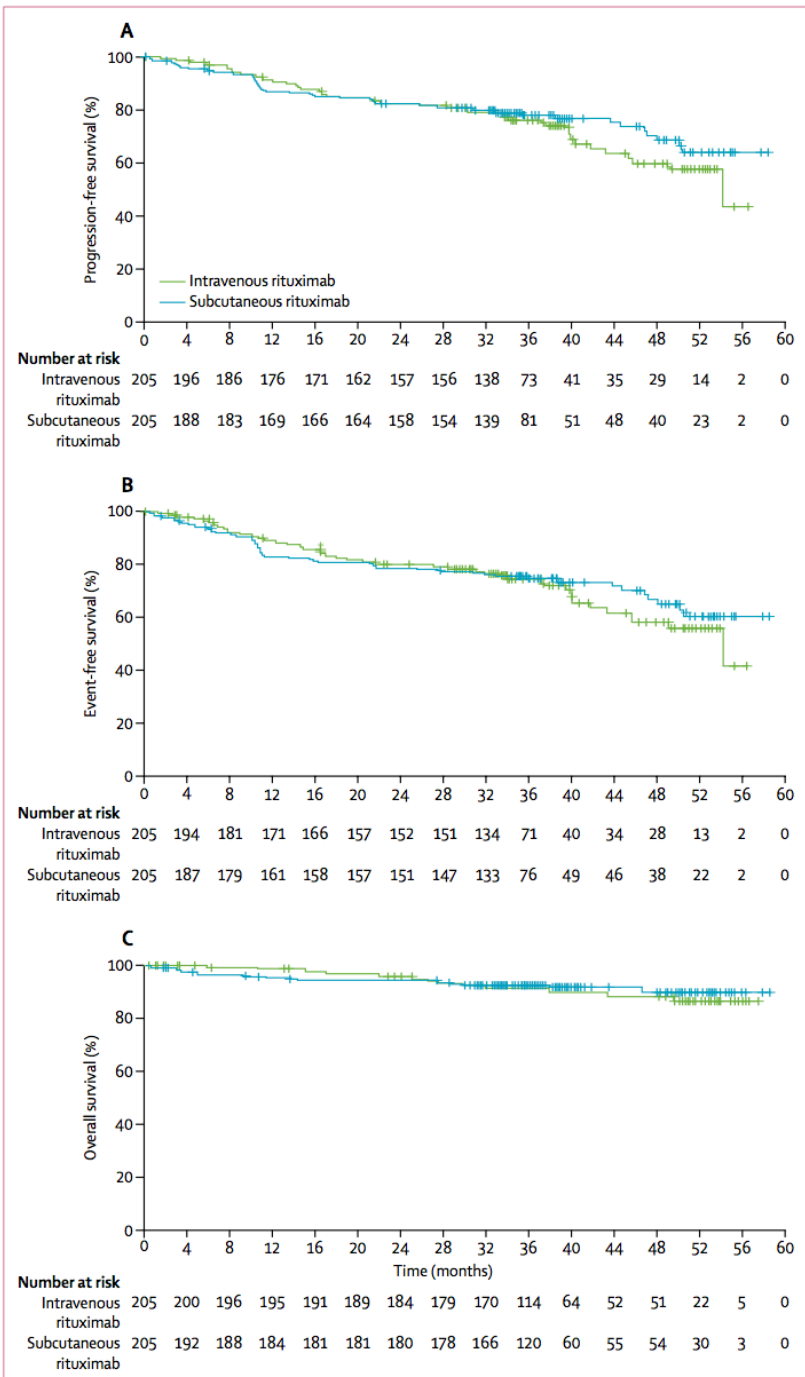 A
100
80
60
40
20
0
Progression-free survival (%)
Intravenous rituximab
Subcutaneous rituximab
0 4 8 12 16 20 24 28 32 36 40 44 48 52 56 60
Number at risk
Intravenous rituximab 205 196 186 176 171 162 157 156 138 73 41 35 29 14 2 0
Subcutaneous rituximab 205 188 183 169 166 164 158 154 139 81 51 48 40 23 2 0
B
100
80
60
40
20
0
Event-free survival (%)
0 4 8 12 16 20 24 28 32 36 40 44 48 52 56 60
Number at risk
Intravenous rituximab 205 194 181 171 166 157 152 151 134 71 40 34 28 13 2 0
Subcutaneous rituximab 205 187 179 161 158 157 151 147 133 76 49 46 38 22 2 0
C
100
80
60
40
20
0
Overall survival (%)
0 4 8 12 16 20 24 28 32 36 40 44 48 52 56 60
Time (months)
Number at risk
Intravenous rituximab 205 200 196 195 191 189 184 179 170 114 64 52 51 22 5 0
Subcutaneous rituximab 205 192 188 184 181 181 180 178 166 120 60 55 54 30 3 0